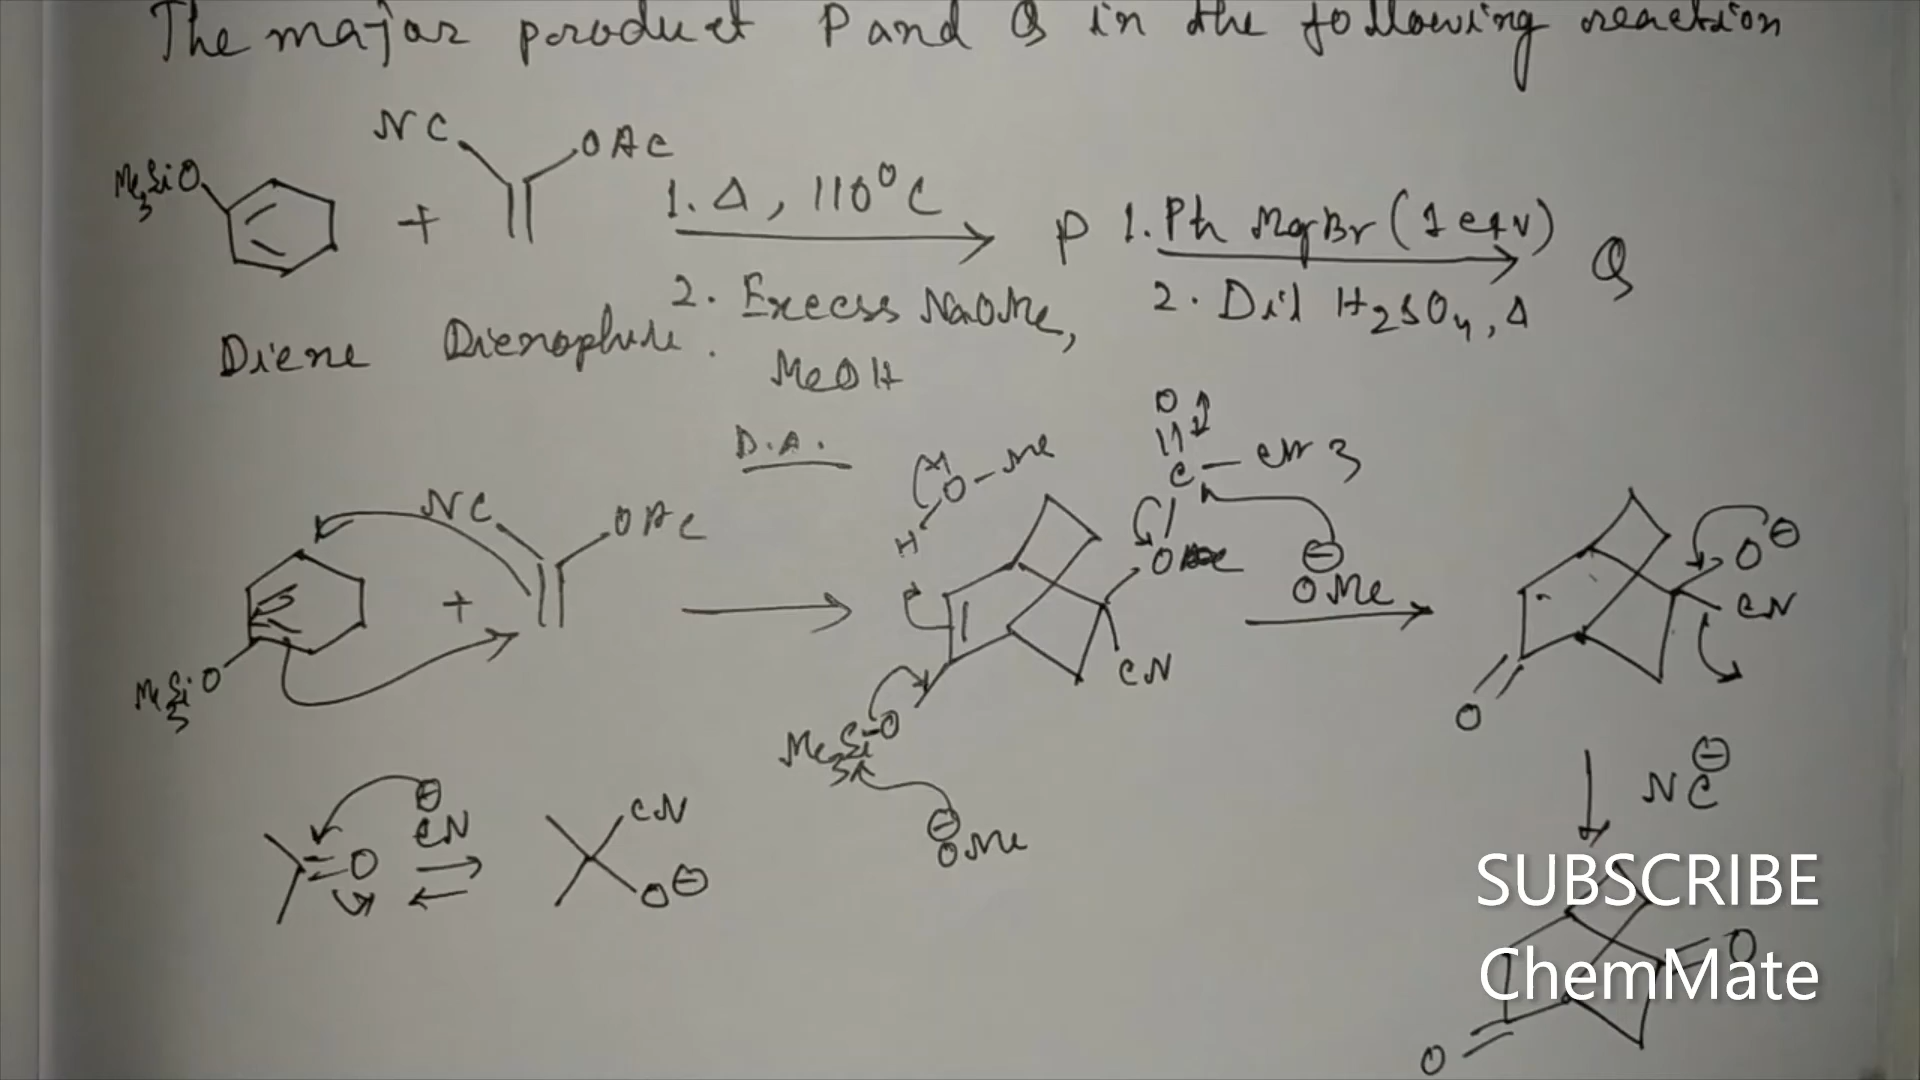 The major product P and Q in the following reaction
NC
OAC
Me3SiO
+
1. Δ, 110°C
2. Excess NaOMe,
MeOH
P
1. Ph MgBr (1 eqv)
2. Dil H2SO4, Δ
Q
Diene Dienophile.
D.A.
NC
OAC
Me3SiO
+
H
O-Me
O
C
CH3
O
CN
Me3Si-O
⊖
OMe
⊖
OMe
O⊖
CN
O
⊖
NC
O
O
⊖
CN
O
CN
O⊖
SUBSCRIBE
ChemMate